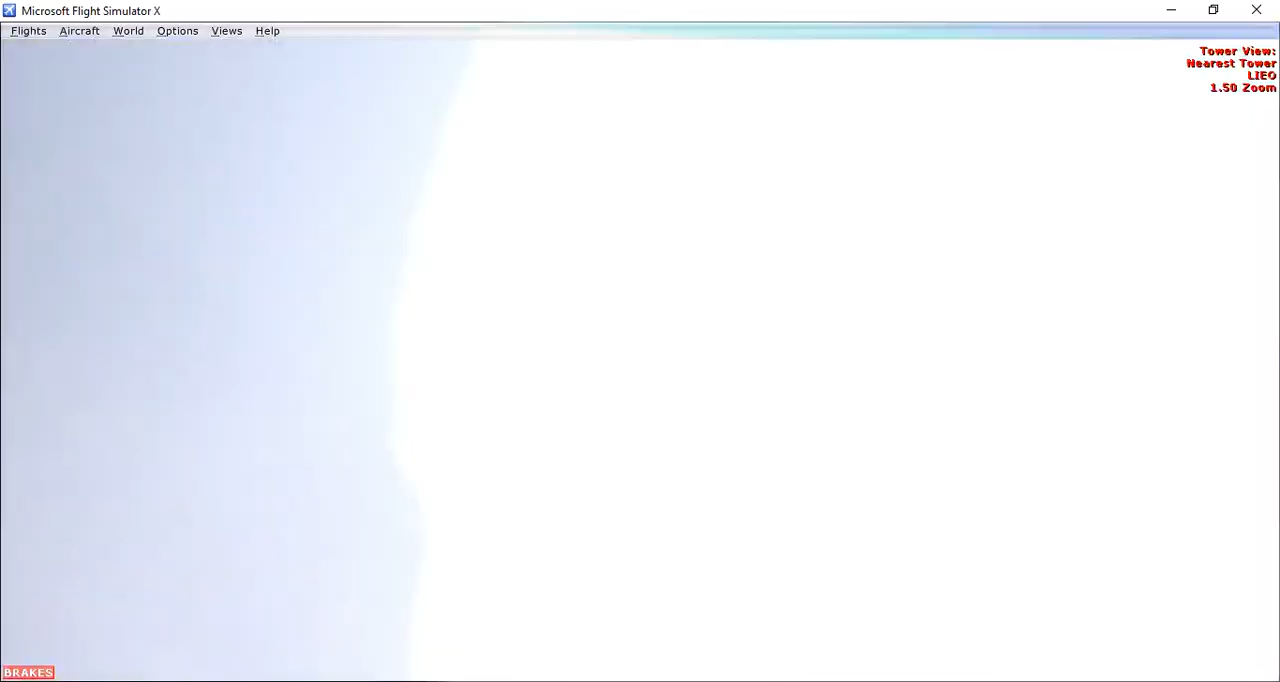 Microsoft Flight Simulator X
Flights Aircraft World Options Views Help
Tower View:
Nearest Tower
LIEO
1.50 Zoom
BRAKES